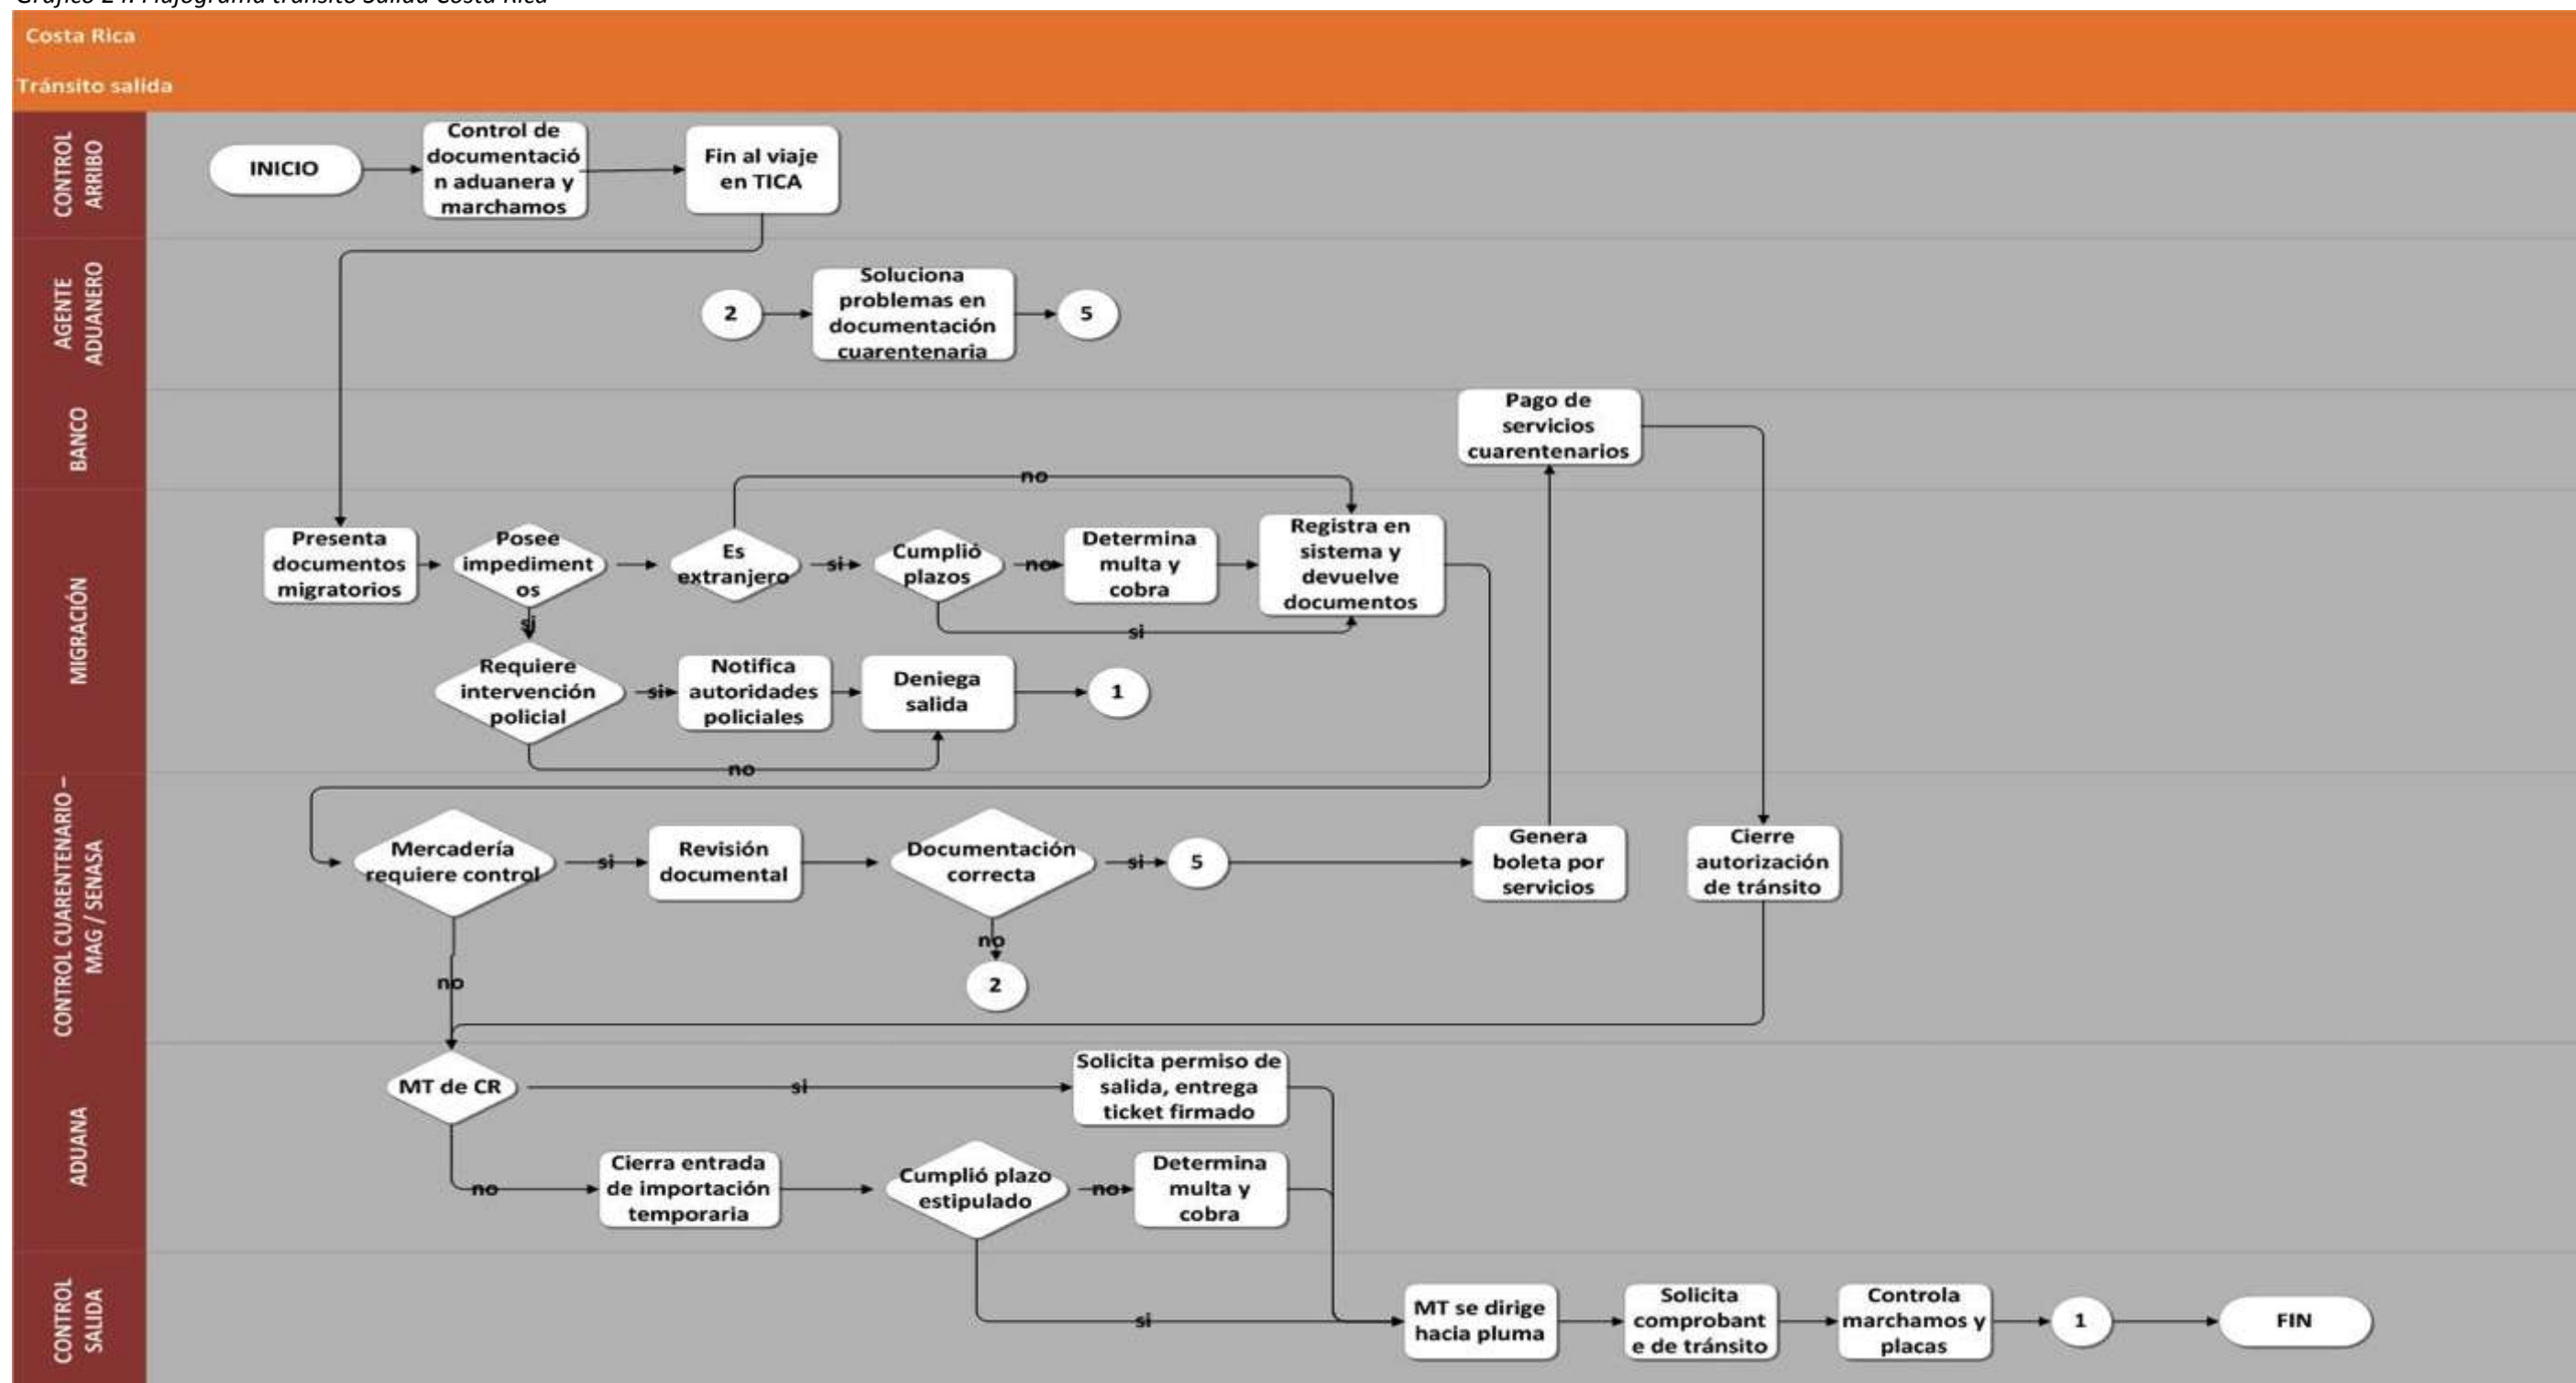 Costa Rica
Tránsito salida
CONTROL
ARRIBO
INICIO
Control de
documentació
n aduanera y
marchamos
Fin al viaje
en TICA
AGENTE
ADUANERO
2
Soluciona
problemas en
documentación
cuarentenaria
5
BANCO
Pago de
servicios
cuarentenarios
no
MIGRACIÓN
Presenta
documentos
migratorios
Posee
impediment
os
Es
extranjero
si
Cumplió
plazos
no
Determina
multa y
cobra
Registra en
sistema y
devuelve
documentos
si
si
Requiere
intervención
policial
si
Notifica
autoridades
policiales
Deniega
salida
1
no
CONTROL CUARENTENARIO –
MAG / SENASA
Mercadería
requiere control
si
Revisión
documental
Documentación
correcta
si
5
Genera
boleta por
servicios
Cierre
autorización
de tránsito
no
2
no
ADUANA
MT de CR
si
Solicita permiso de
salida, entrega
ticket firmado
no
Cierra entrada
de importación
temporaria
Cumplió plazo
estipulado
no
Determina
multa y
cobra
CONTROL
SALIDA
si
MT se dirige
hacia pluma
Solicita
comprobant
e de tránsito
Controla
marchamos y
placas
1
FIN